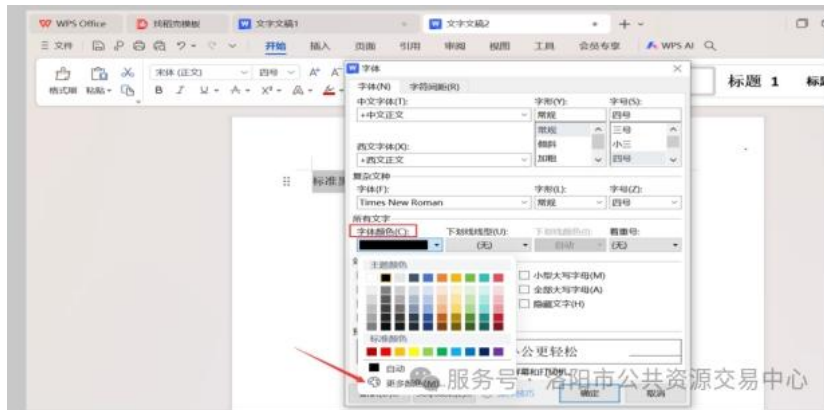 WPS Office 找稻壳模板 文字文稿1 文字文稿2
文件 开始 插入 页面 引用 审阅 视图 工具 会员专享 WPS AI
格式刷 粘贴 宋体 (正文) 四号 标题 1
字体
字体(N) 字符间距(R)
中文字体(T): 字形(Y): 字号(S):
+中文正文 常规 四号
常规 三号
倾斜 小三
加粗 四号
西文字体(X):
+西文正文
复杂文种
字体(F): 字形(L): 字号(Z):
Times New Roman 常规 四号
所有文字
字体颜色(C): 下划线线型(U): 下划线颜色(I): 着重号:
(无) 自动 (无)
标准
主题颜色
小型大写字母(M)
全部大写字母(A)
隐藏文字(H)
标准颜色
公更轻松
自动
更多颜色(M)...
服务号 · 洛阳市公共资源交易中心
确定 取消